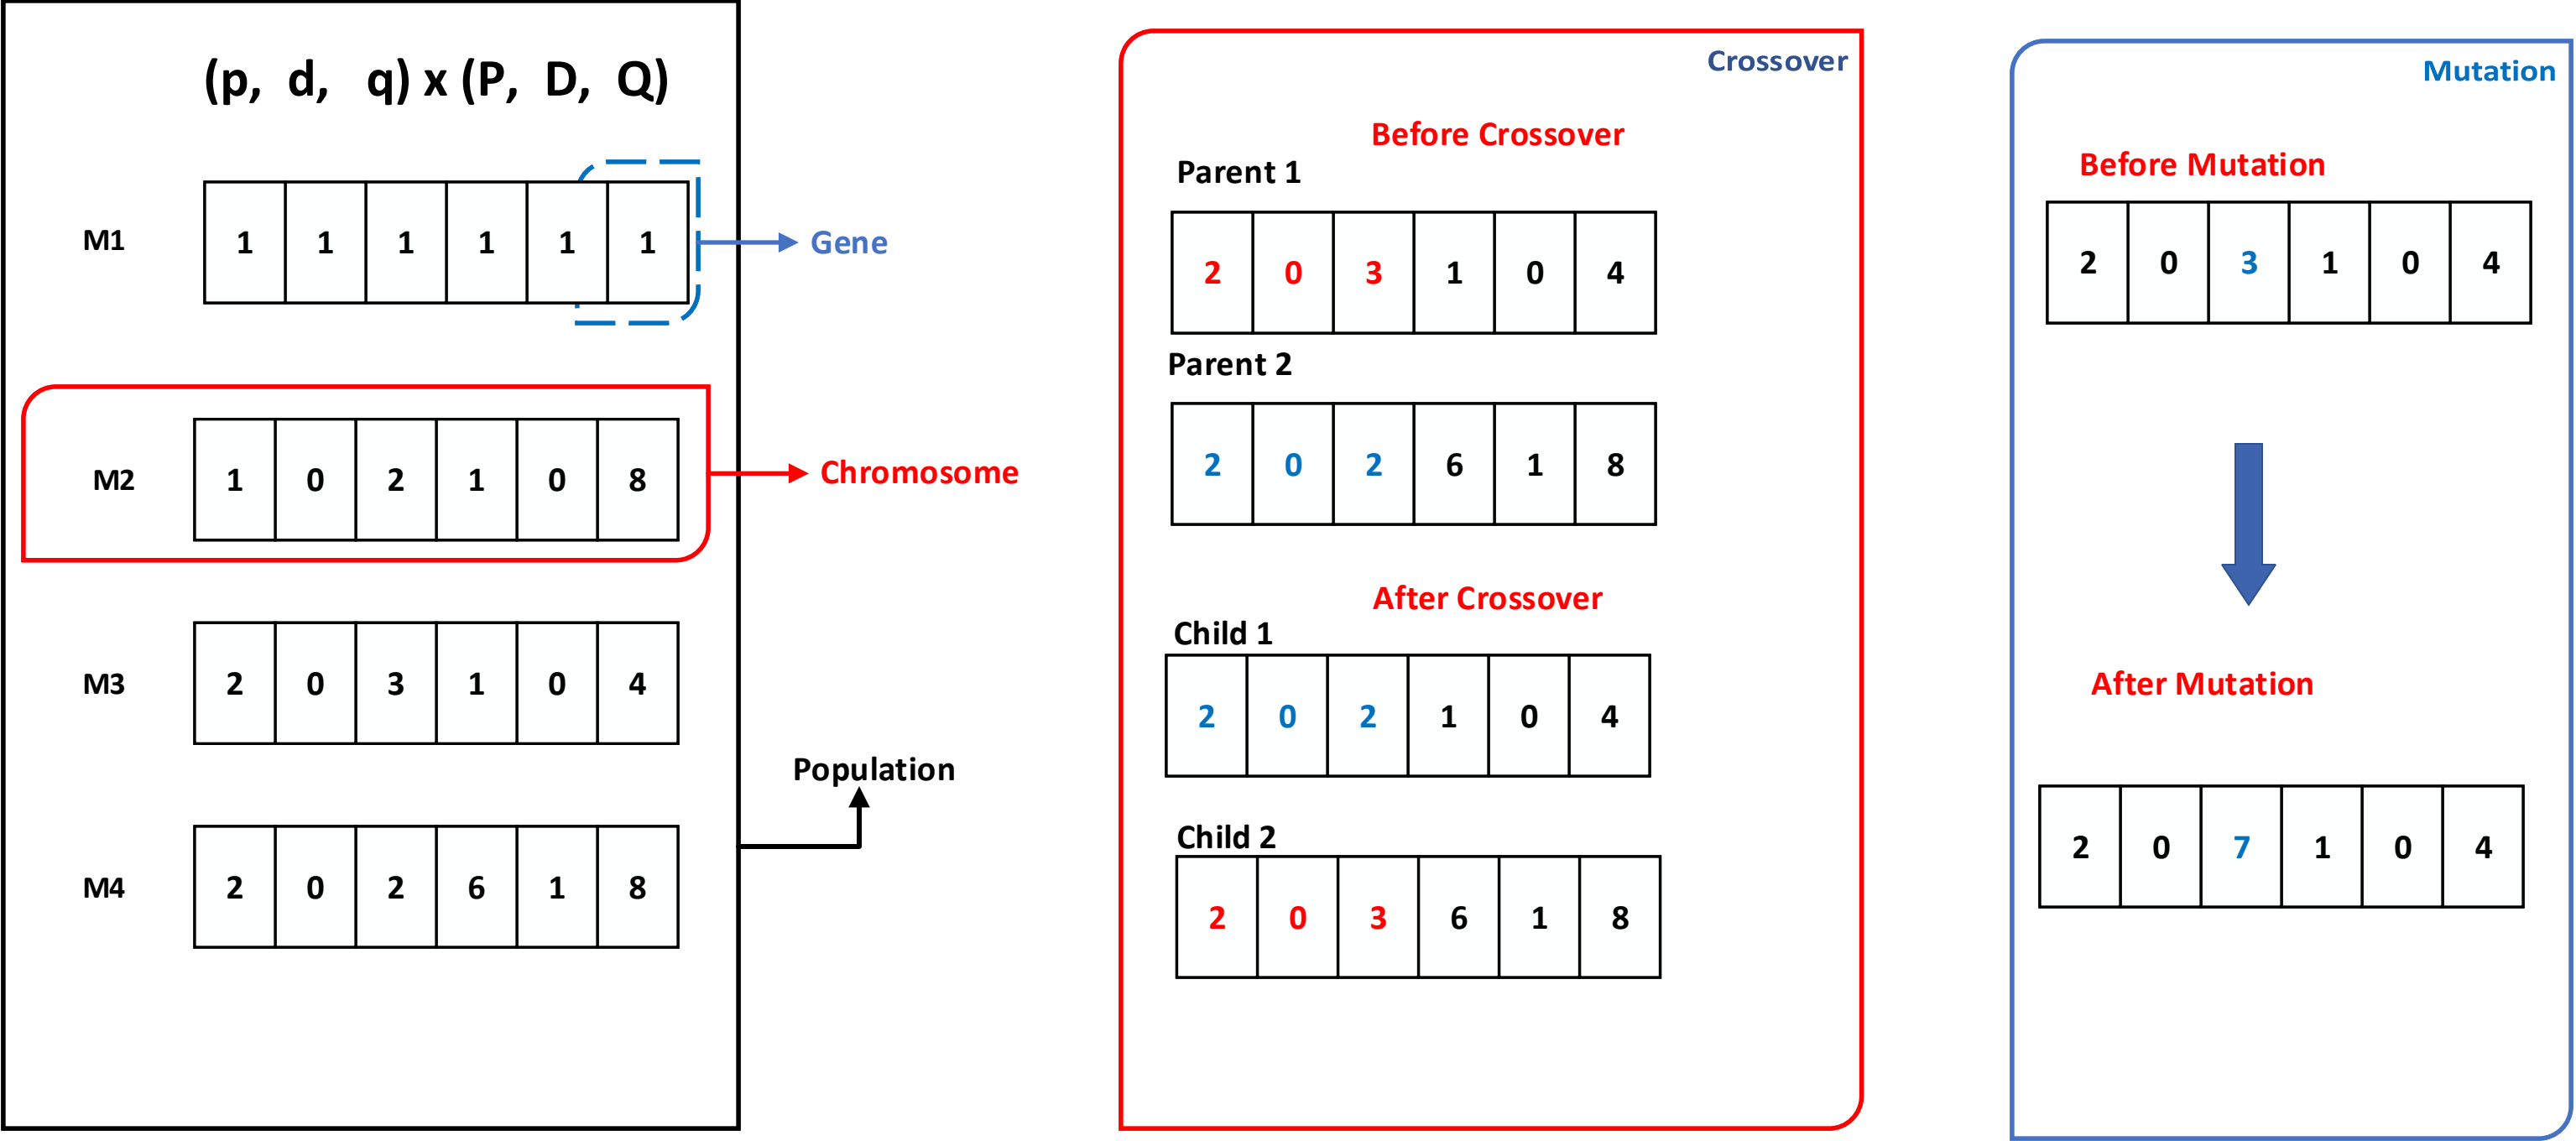 (p, d, q) x (P, D, Q)
M1 1 1 1 1 1 1
Gene
M2 1 0 2 1 0 8
Chromosome
M3 2 0 3 1 0 4
Population
M4 2 0 2 6 1 8
Crossover
Before Crossover
Parent 1
2 0 3 1 0 4
Parent 2
2 0 2 6 1 8
After Crossover
Child 1
2 0 2 1 0 4
Child 2
2 0 3 6 1 8
Mutation
Before Mutation
2 0 3 1 0 4
After Mutation
2 0 7 1 0 4